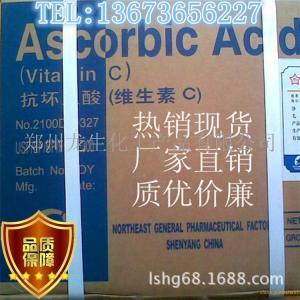 TEL:13673656227
Ascorbic Acid
(Vitamin C)
抗坏血酸 (维生素 C)
热销现货
厂家直销
质优价廉
Batch No.
Mfg.
Date:
NORTHEAST GENERAL PHARMACEUTICAL FACTORY
SHENYANG CHINA
品质
保障
lshg68.1688.com